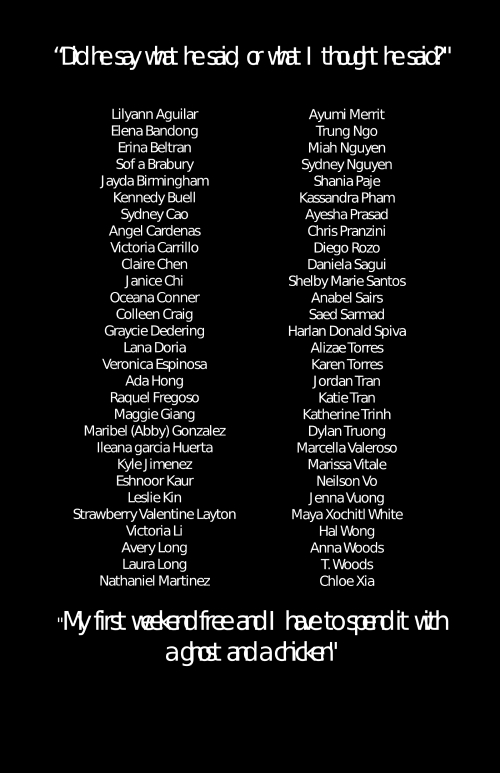 “Did he say what he said, or what I thought he said?"
Lilyann Aguilar
Elena Bandong
Erina Beltran
Sof a Brabury
Jayda Birmingham
Kennedy Buell
Sydney Cao
Angel Cardenas
Victoria Carrillo
Claire Chen
Janice Chi
Oceana Conner
Colleen Craig
Graycie Dedering
Lana Doria
Veronica Espinosa
Ada Hong
Raquel Fregoso
Maggie Giang
Maribel (Abby) Gonzalez
Ileana garcia Huerta
Kyle Jimenez
Eshnoor Kaur
Leslie Kin
Strawberry Valentine Layton
Victoria Li
Avery Long
Laura Long
Nathaniel Martinez
Ayumi Merrit
Trung Ngo
Miah Nguyen
Sydney Nguyen
Shania Paje
Kassandra Pham
Ayesha Prasad
Chris Pranzini
Diego Rozo
Daniela Sagui
Shelby Marie Santos
Anabel Sairs
Saed Sarmad
Harlan Donald Spiva
Alizae Torres
Karen Torres
Jordan Tran
Katie Tran
Katherine Trinh
Dylan Truong
Marcella Valeroso
Marissa Vitale
Neilson Vo
Jenna Vuong
Maya Xochitl White
Hal Wong
Anna Woods
T. Woods
Chloe Xia
"My first weekend free and I have to spend it with
a ghost and a chicken"